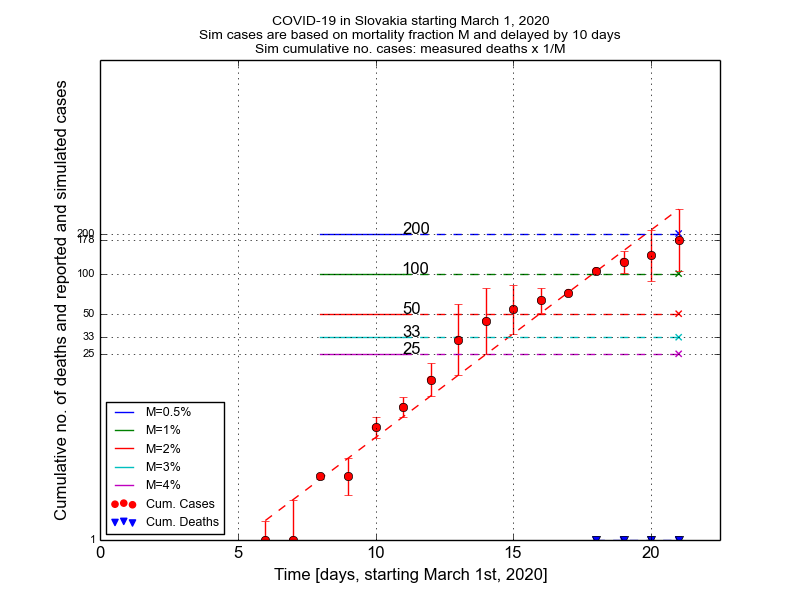 COVID-19 in Slovakia starting March 1, 2020
Sim cases are based on mortality fraction M and delayed by 10 days
Sim cumulative no. cases: measured deaths x 1/M
Cumulative no. of deaths and reported and simulated cases
200
178
100
50
33
25
1
200
100
50
33
25
M=0.5%
M=1%
M=2%
M=3%
M=4%
Cum. Cases
Cum. Deaths
0 5 10 15 20
Time [days, starting March 1st, 2020]